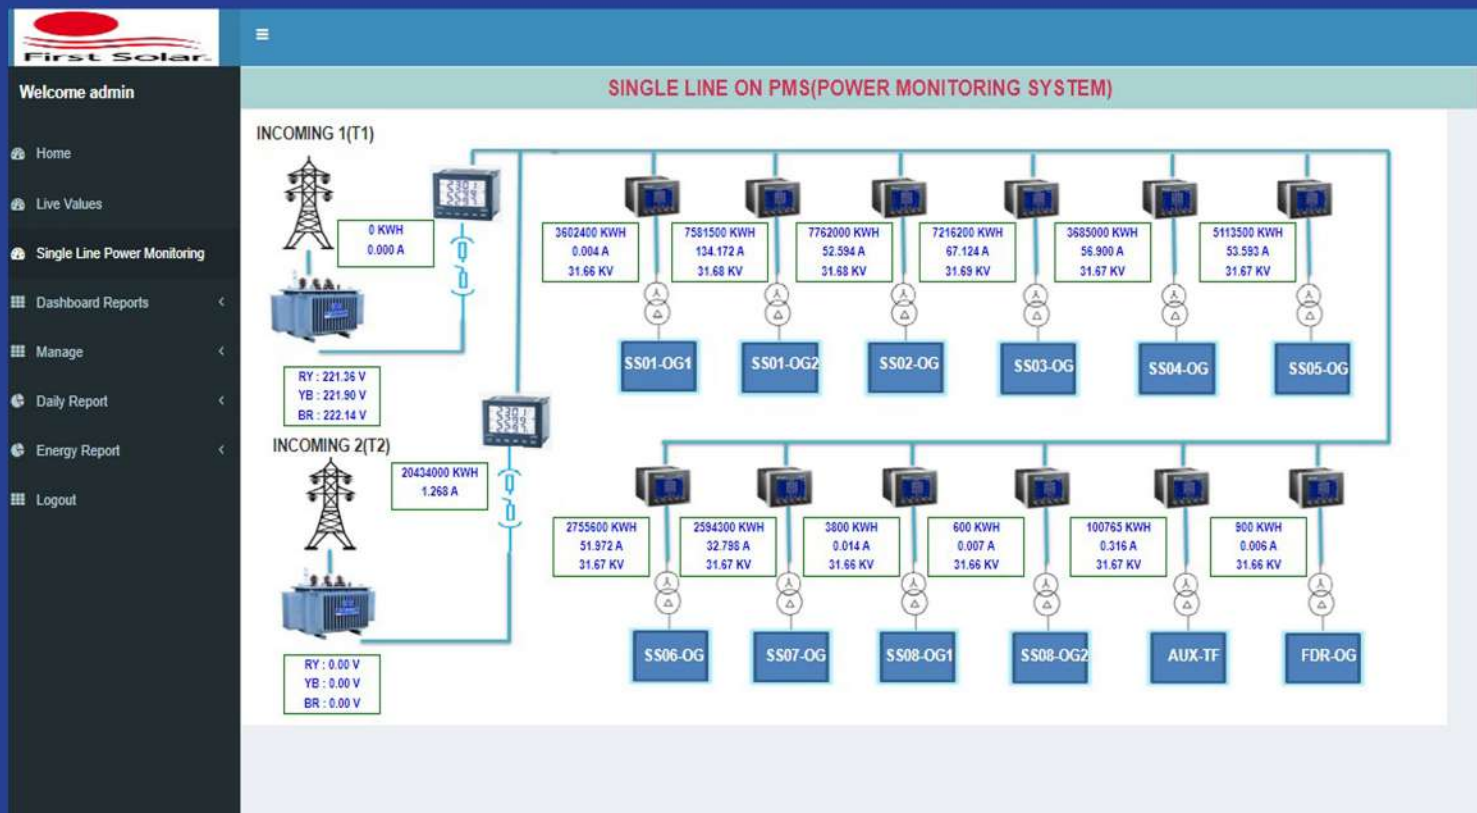 First Solar.
Welcome admin
Home
Live Values
Single Line Power Monitoring
Dashboard Reports
Manage
Daily Report
Energy Report
Logout
SINGLE LINE ON PMS(POWER MONITORING SYSTEM)
INCOMING 1(T1)
0 KWH
0.000 A
RY : 221.36 V
YB : 221.90 V
BR : 222.14 V
INCOMING 2(T2)
20434000 KWH
1.268 A
RY : 0.00 V
YB : 0.00 V
BR : 0.00 V
3602400 KWH
0.004 A
31.66 KV
SS01-OG1
7581500 KWH
134.172 A
31.68 KV
SS01-OG2
7762000 KWH
52.594 A
31.68 KV
SS02-OG
7216200 KWH
67.124 A
31.69 KV
SS03-OG
3685000 KWH
56.900 A
31.67 KV
SS04-OG
5113500 KWH
53.593 A
31.67 KV
SS05-OG
2755600 KWH
51.972 A
31.67 KV
SS06-OG
2594300 KWH
32.798 A
31.67 KV
SS07-OG
3800 KWH
0.014 A
31.66 KV
SS08-OG1
600 KWH
0.007 A
31.66 KV
SS08-OG2
100765 KWH
0.316 A
31.67 KV
AUX-TF
900 KWH
0.006 A
31.66 KV
FDR-OG